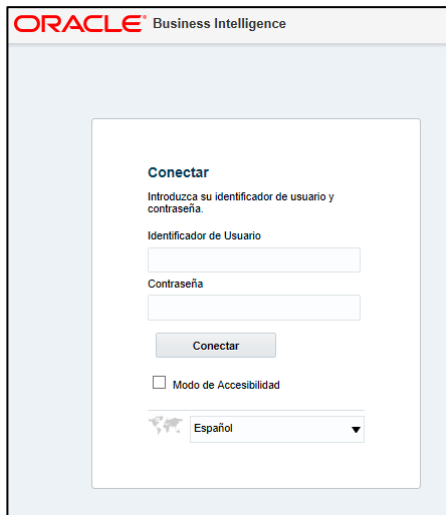 ORACLE® Business Intelligence
Conectar
Introduzca su identificador de usuario y
contraseña.
Identificador de Usuario
Contraseña
Conectar
Modo de Accesibilidad
Español